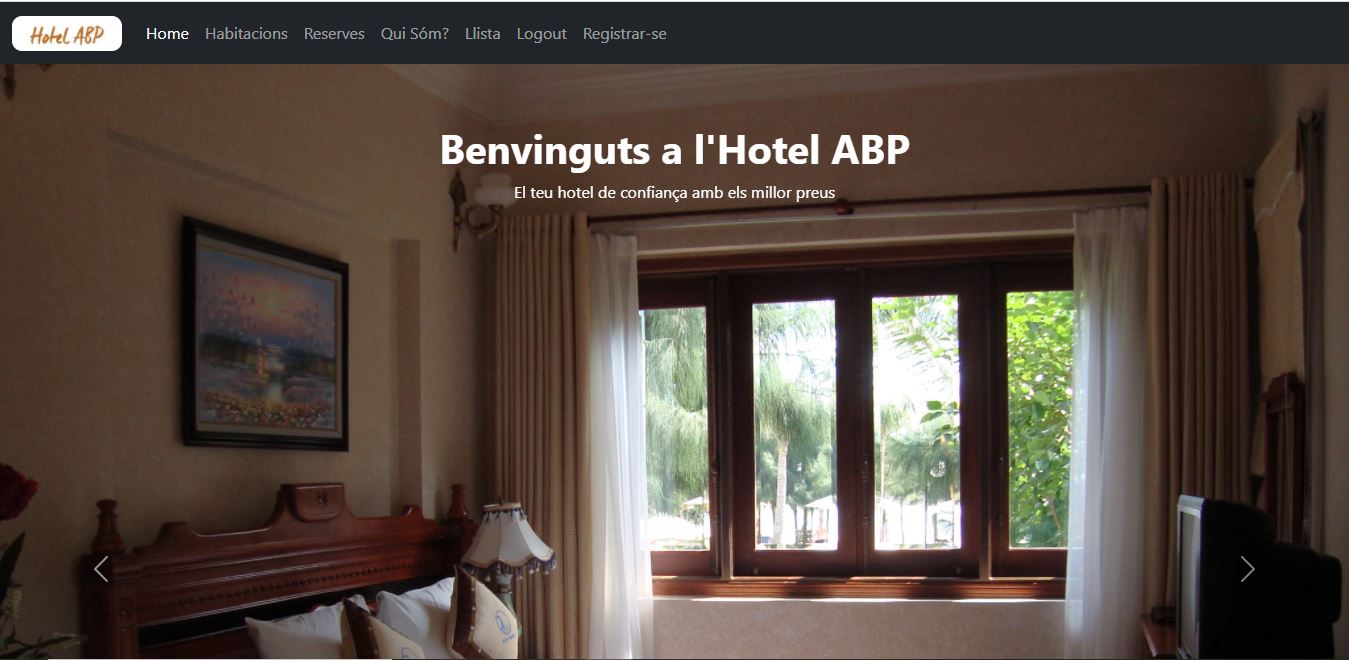 Hotel ABP
Home Habitacions Reserves Qui Sóm? Llista Logout Registrar-se
Benvinguts a l'Hotel ABP
El teu hotel de confiança amb els millor preus